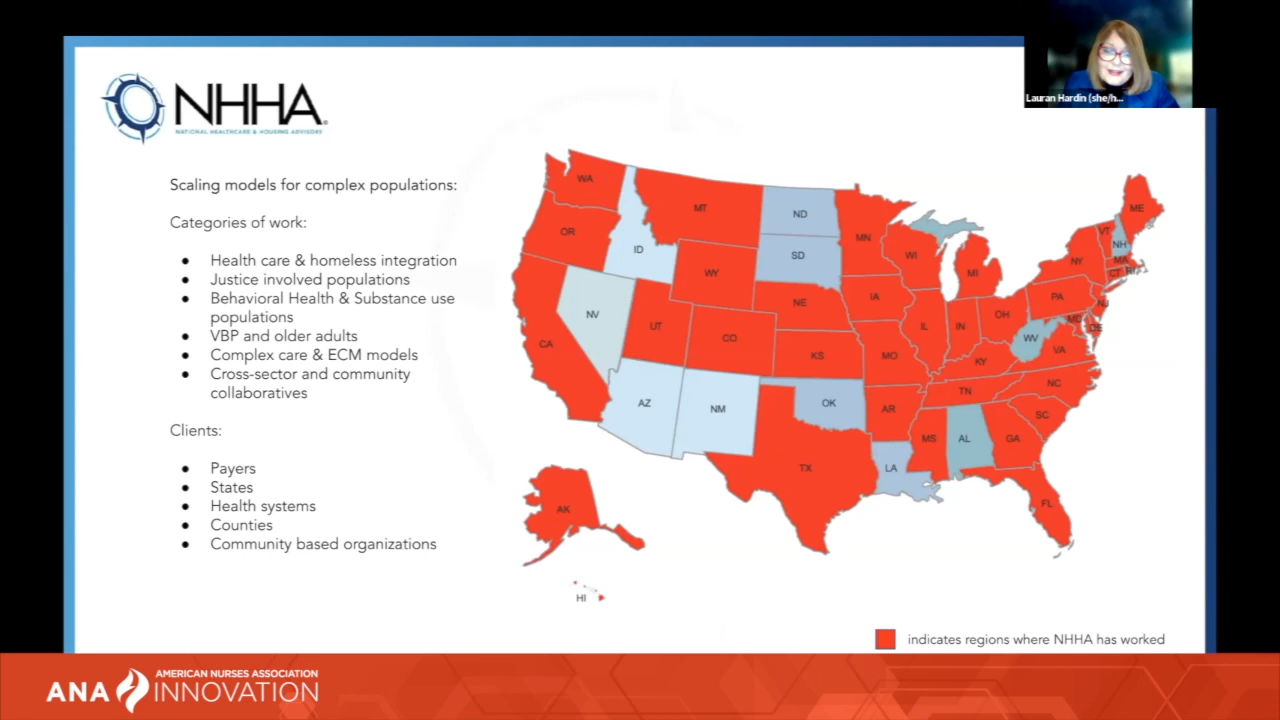 Lauran Hardin (she/h...
NHHA
NATIONAL HEALTHCARE & HOUSING ADVISORS
Scaling models for complex populations:
Categories of work:
● Health care & homeless integration
● Justice involved populations
● Behavioral Health & Substance use
populations
● VBP and older adults
● Complex care & ECM models
● Cross-sector and community
collaboratives
Clients:
● Payers
● States
● Health systems
● Counties
● Community based organizations
WA
MT
ND
MN
ME
OR
ID
SD
WI
VT
NH
WY
MI
NY
MA
CT
RI
NV
NE
IA
PA
NJ
UT
CO
IL
IN
OH
MD
DE
CA
KS
MO
KY
WV
VA
AZ
NM
OK
AR
TN
NC
MS
AL
GA
SC
TX
LA
FL
AK
HI
indicates regions where NHHA has worked
ANA
AMERICAN NURSES ASSOCIATION
INNOVATION